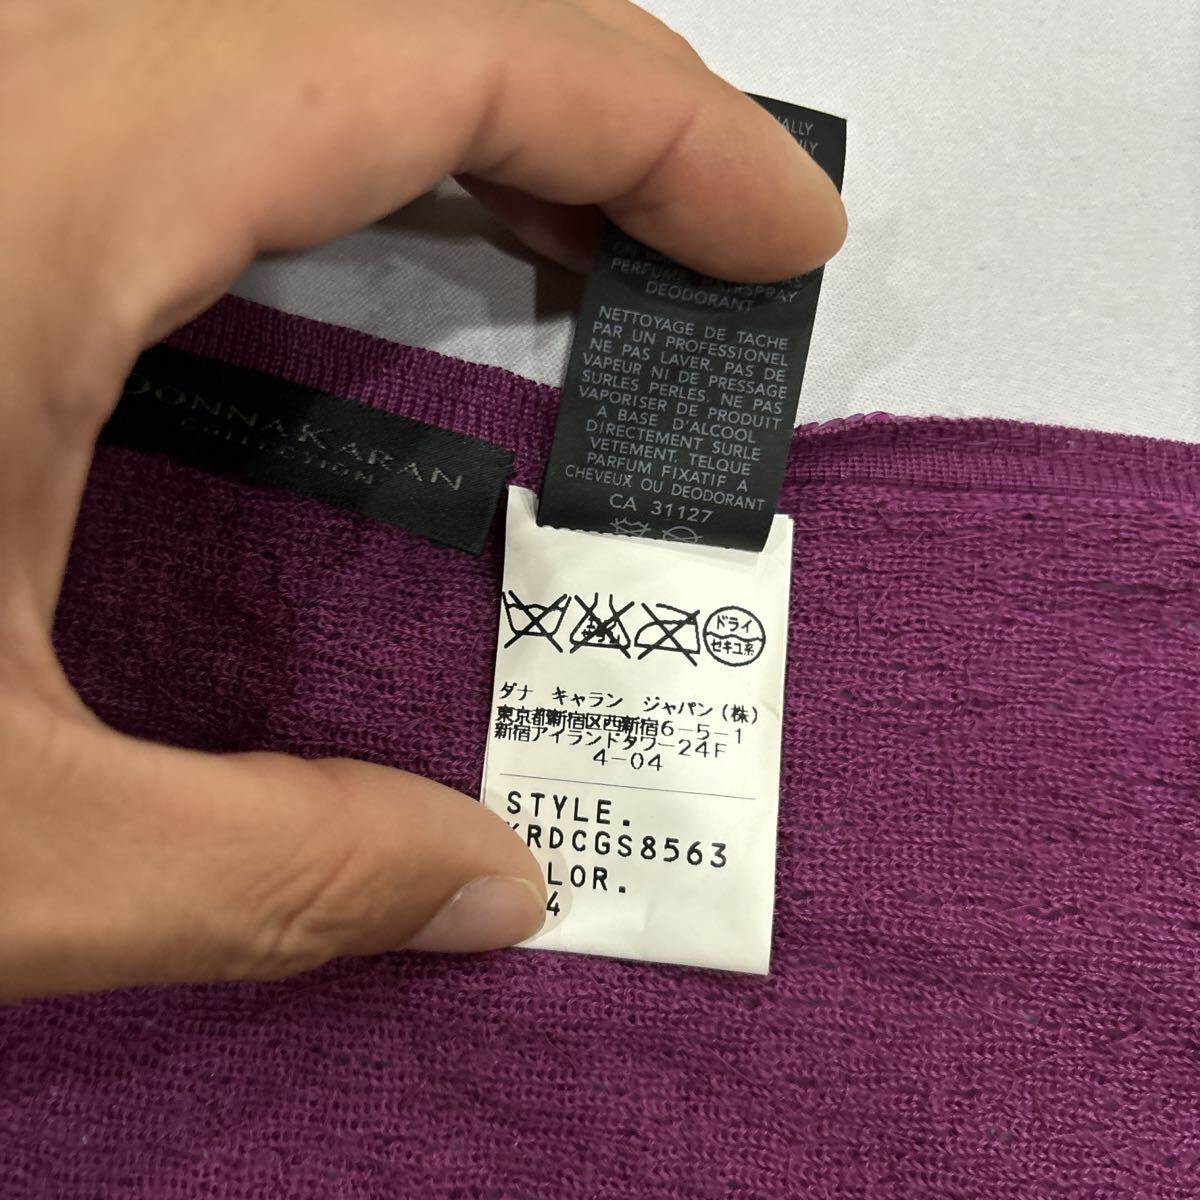 DONNAKARAN
COLLECTION
PERFUME
DEODORANT
NETTOYAGE DE TACHE
PAR UN PROFESSIONEL
NE PAS LAVER. PAS DE
VAPEUR NI DE PRESSAGE
SURLES PERLES. NE PAS
VAPORISER DE PRODUIT
A BASE D'ALCOOL
DIRECTEMENT SURLE
VETEMENT, TELQUE
PARFUM FIXATIF A
CHEVEUX OU DEODORANT
CA 31127
ドライ
セキユ系
ダナ キャラン ジャパン(株)
東京都新宿区西新宿6-5-1
新宿アイランドタワー24F
4-04
STYLE.
RDCGS8563
LOR.
4